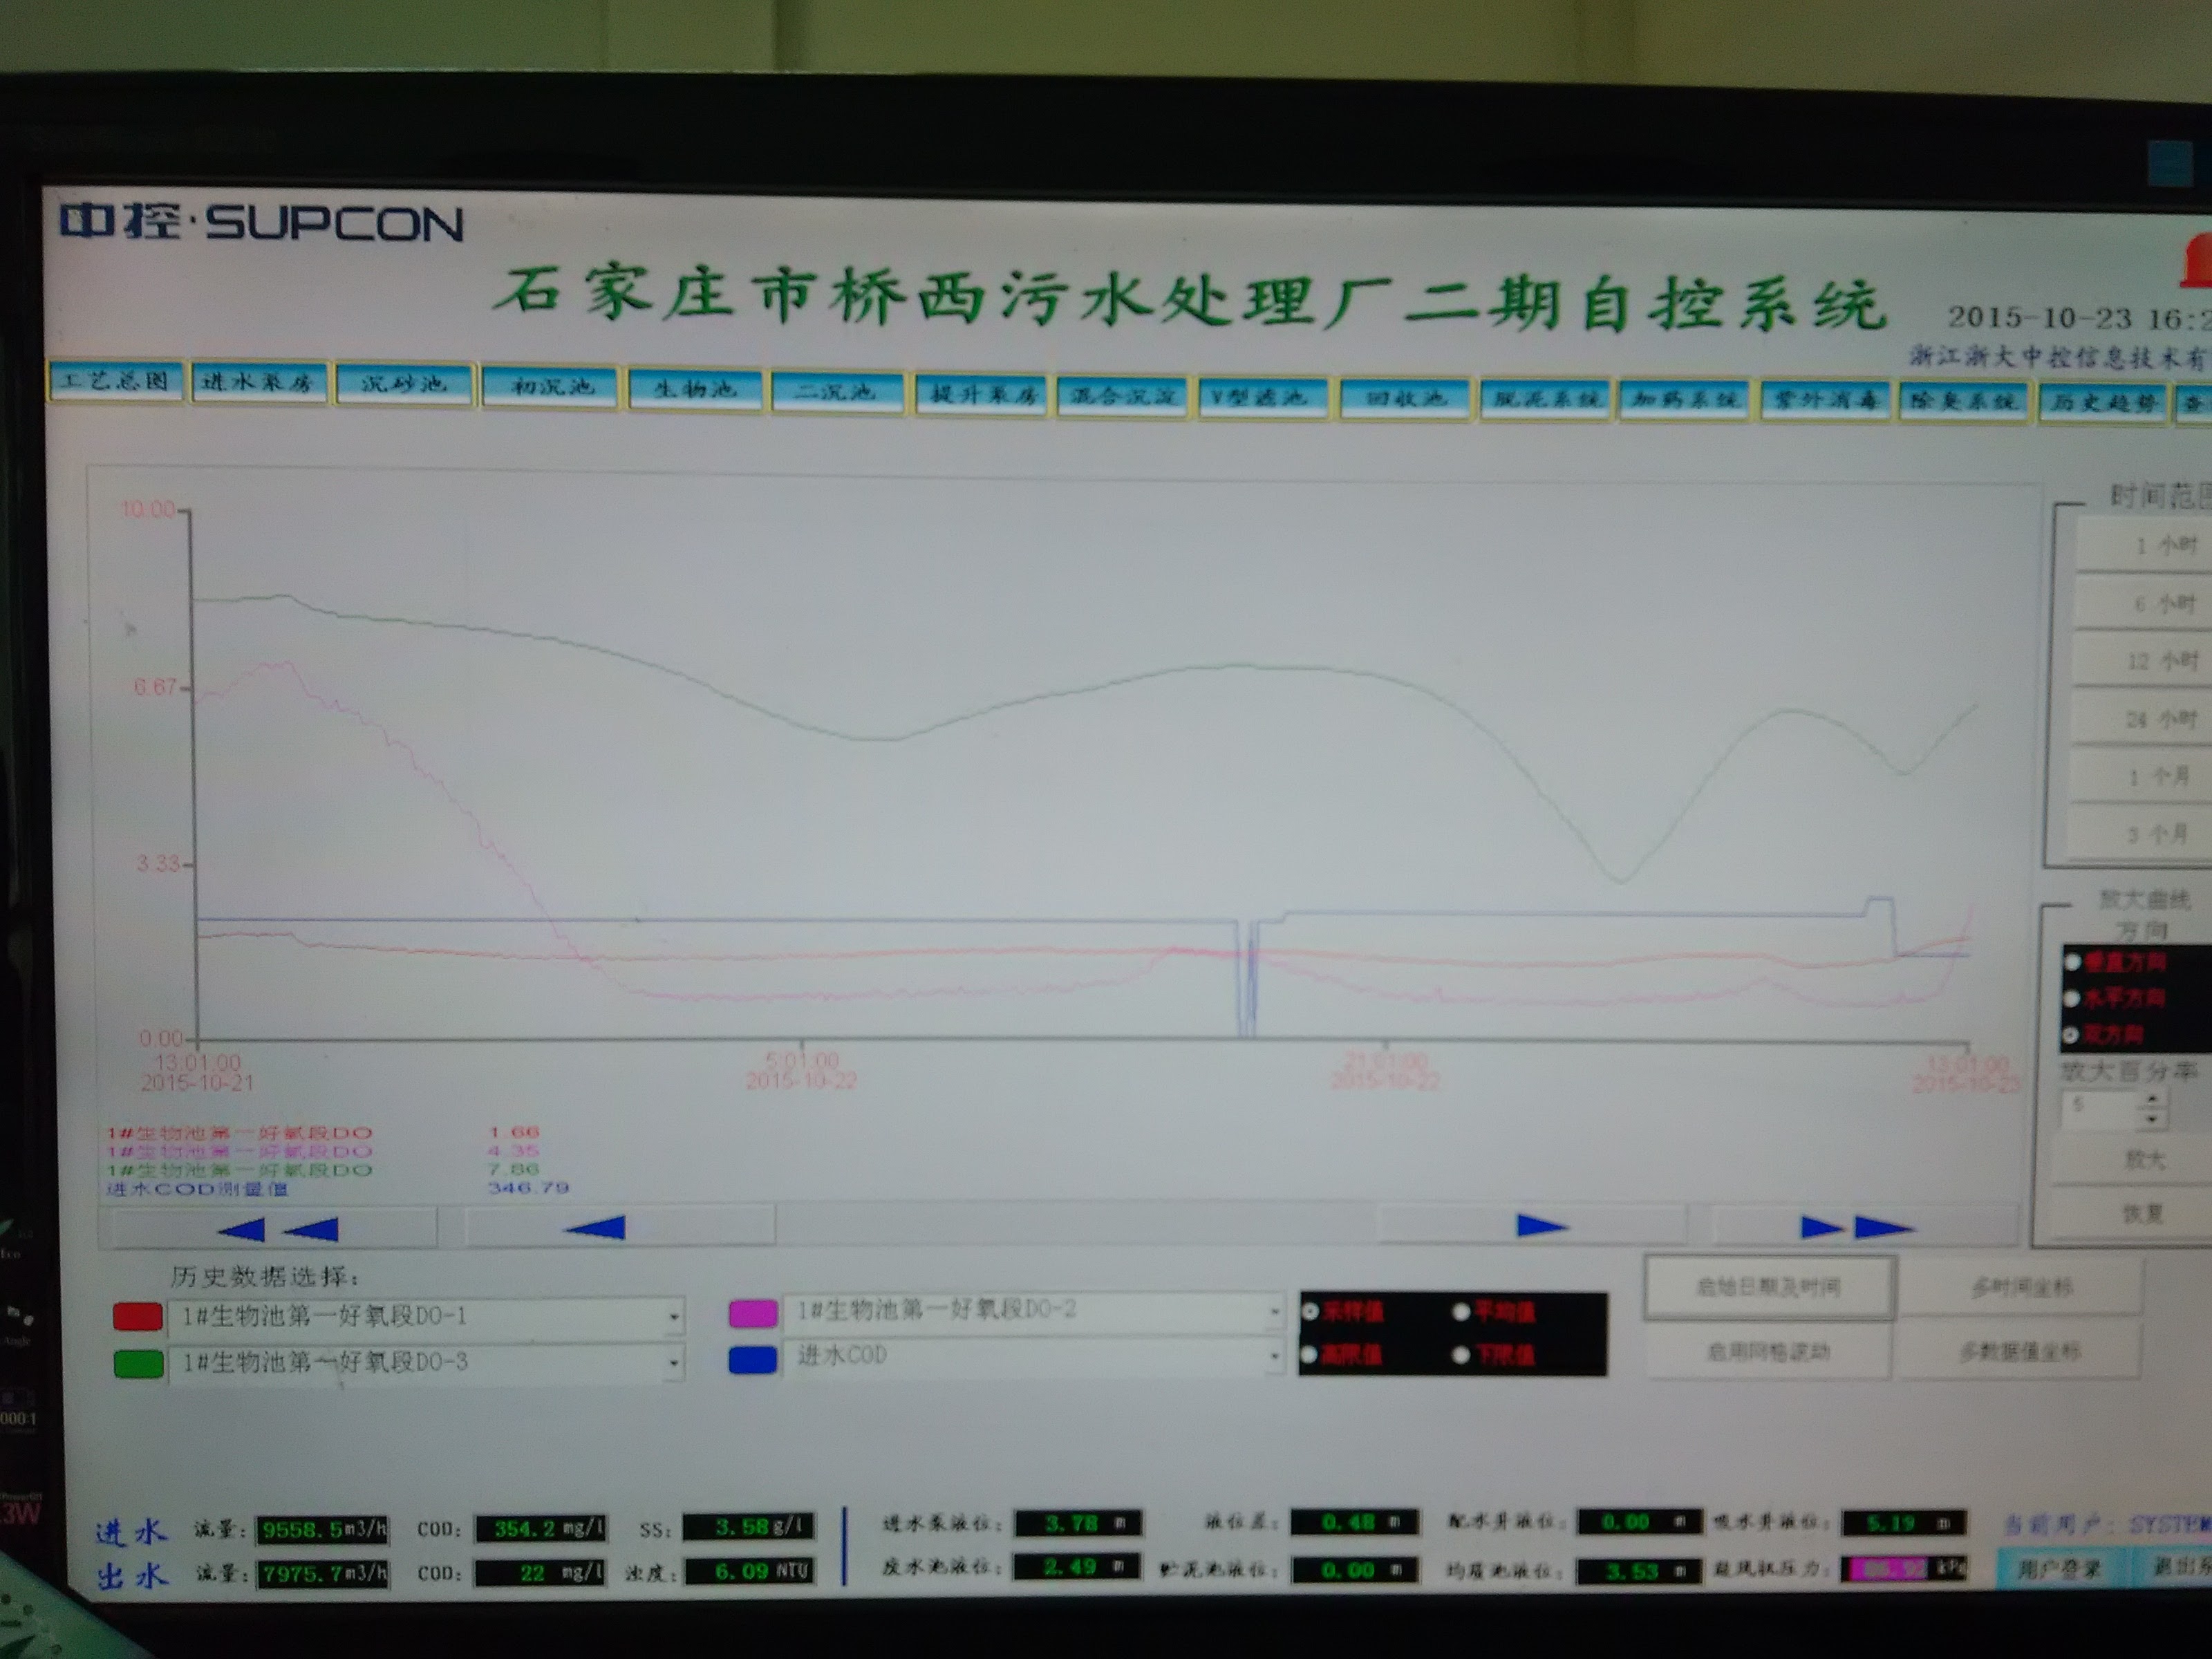 中控·SUPCON
石家庄市桥西污水处理厂二期自控系统
2015-10-23 16:2
浙江浙大中控信息技术有
工艺总图 进水泵房 沉砂池 初沉池 生物池 二沉池 提升泵房 混合沉淀 V型滤池 回收池 脱泥系统 加药系统 紫外消毒 除臭系统 历史趋势 查
时间范围
10.00
1 小时
6 小时
6.67
12 小时
24 小时
1 个月
3.33
3 个月
放大曲线
方向
垂直方向
水平方向
双方向
0.00
13:01:00 5:01:00 21:01:00 13:01:00
2015-10-21 2015-10-22 2015-10-22 2015-10-23
放大百分率
5
1#生物池第一好氧段DO 1.66
1#生物池第一好氧段DO 4.35
1#生物池第一好氧段DO 7.86
进水COD测量值 346.79
放大
恢复
历史数据选择:
1#生物池第一好氧段DO-1 1#生物池第一好氧段DO-2 采样值 平均值
1#生物池第一好氧段DO-3 进水COD 高限值 下限值
启始日期及时间 多时间坐标
启用网格滚动 多数据值坐标
进水 流量: 9558.5m3/h COD: 354.2 mg/l SS: 3.58g/l 进水泵液位: 3.78 m 液位差: 0.48 m 配水井液位: 0.00 m 吸水井液位: 5.19 m 当前用户: SYSTEM
出水 流量: 7975.7m3/h COD: 22 mg/l 浊度: 6.09 NTU 废水池液位: 2.49 m 贮泥池液位: 0.00 m 均质池液位: 3.53 m 鼓风机压力: kPa 用户登录 退出系
Eco
Angle
000:1
3W